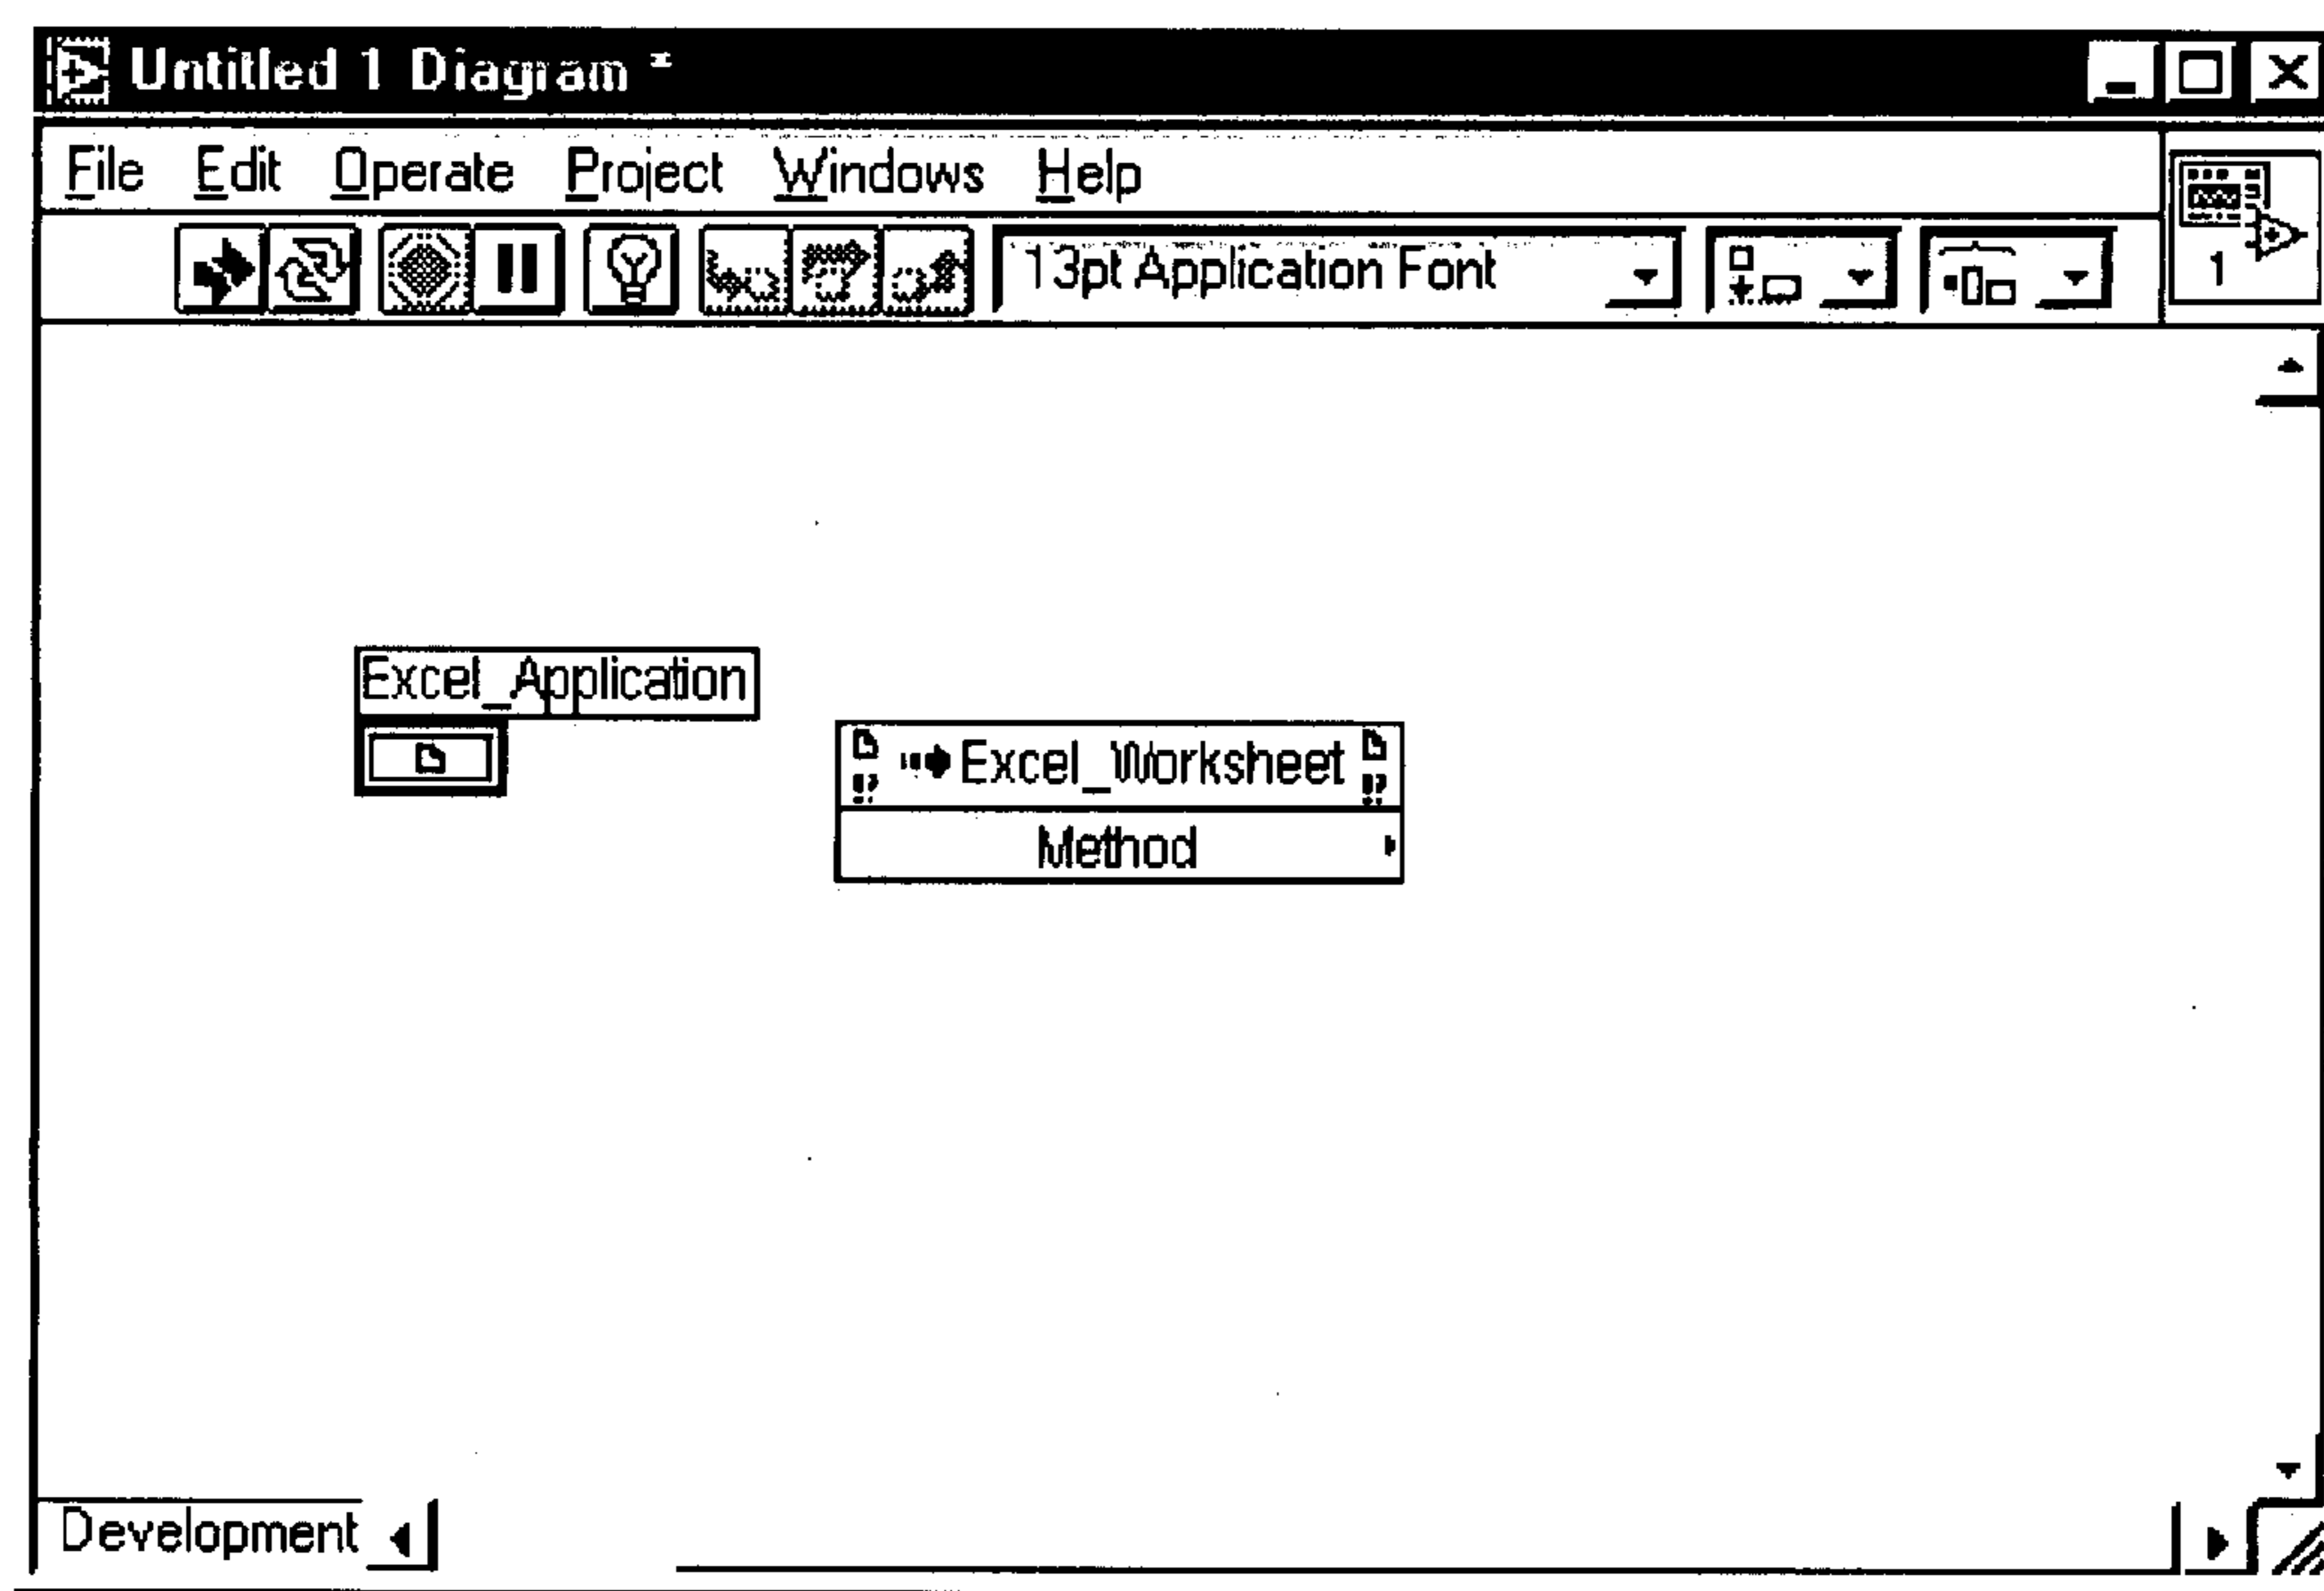 Untitled 1 Diagram *
File Edit Operate Project Windows Help
13pt Application Font
1
Excel_Application
Excel_Worksheet
Method
Development